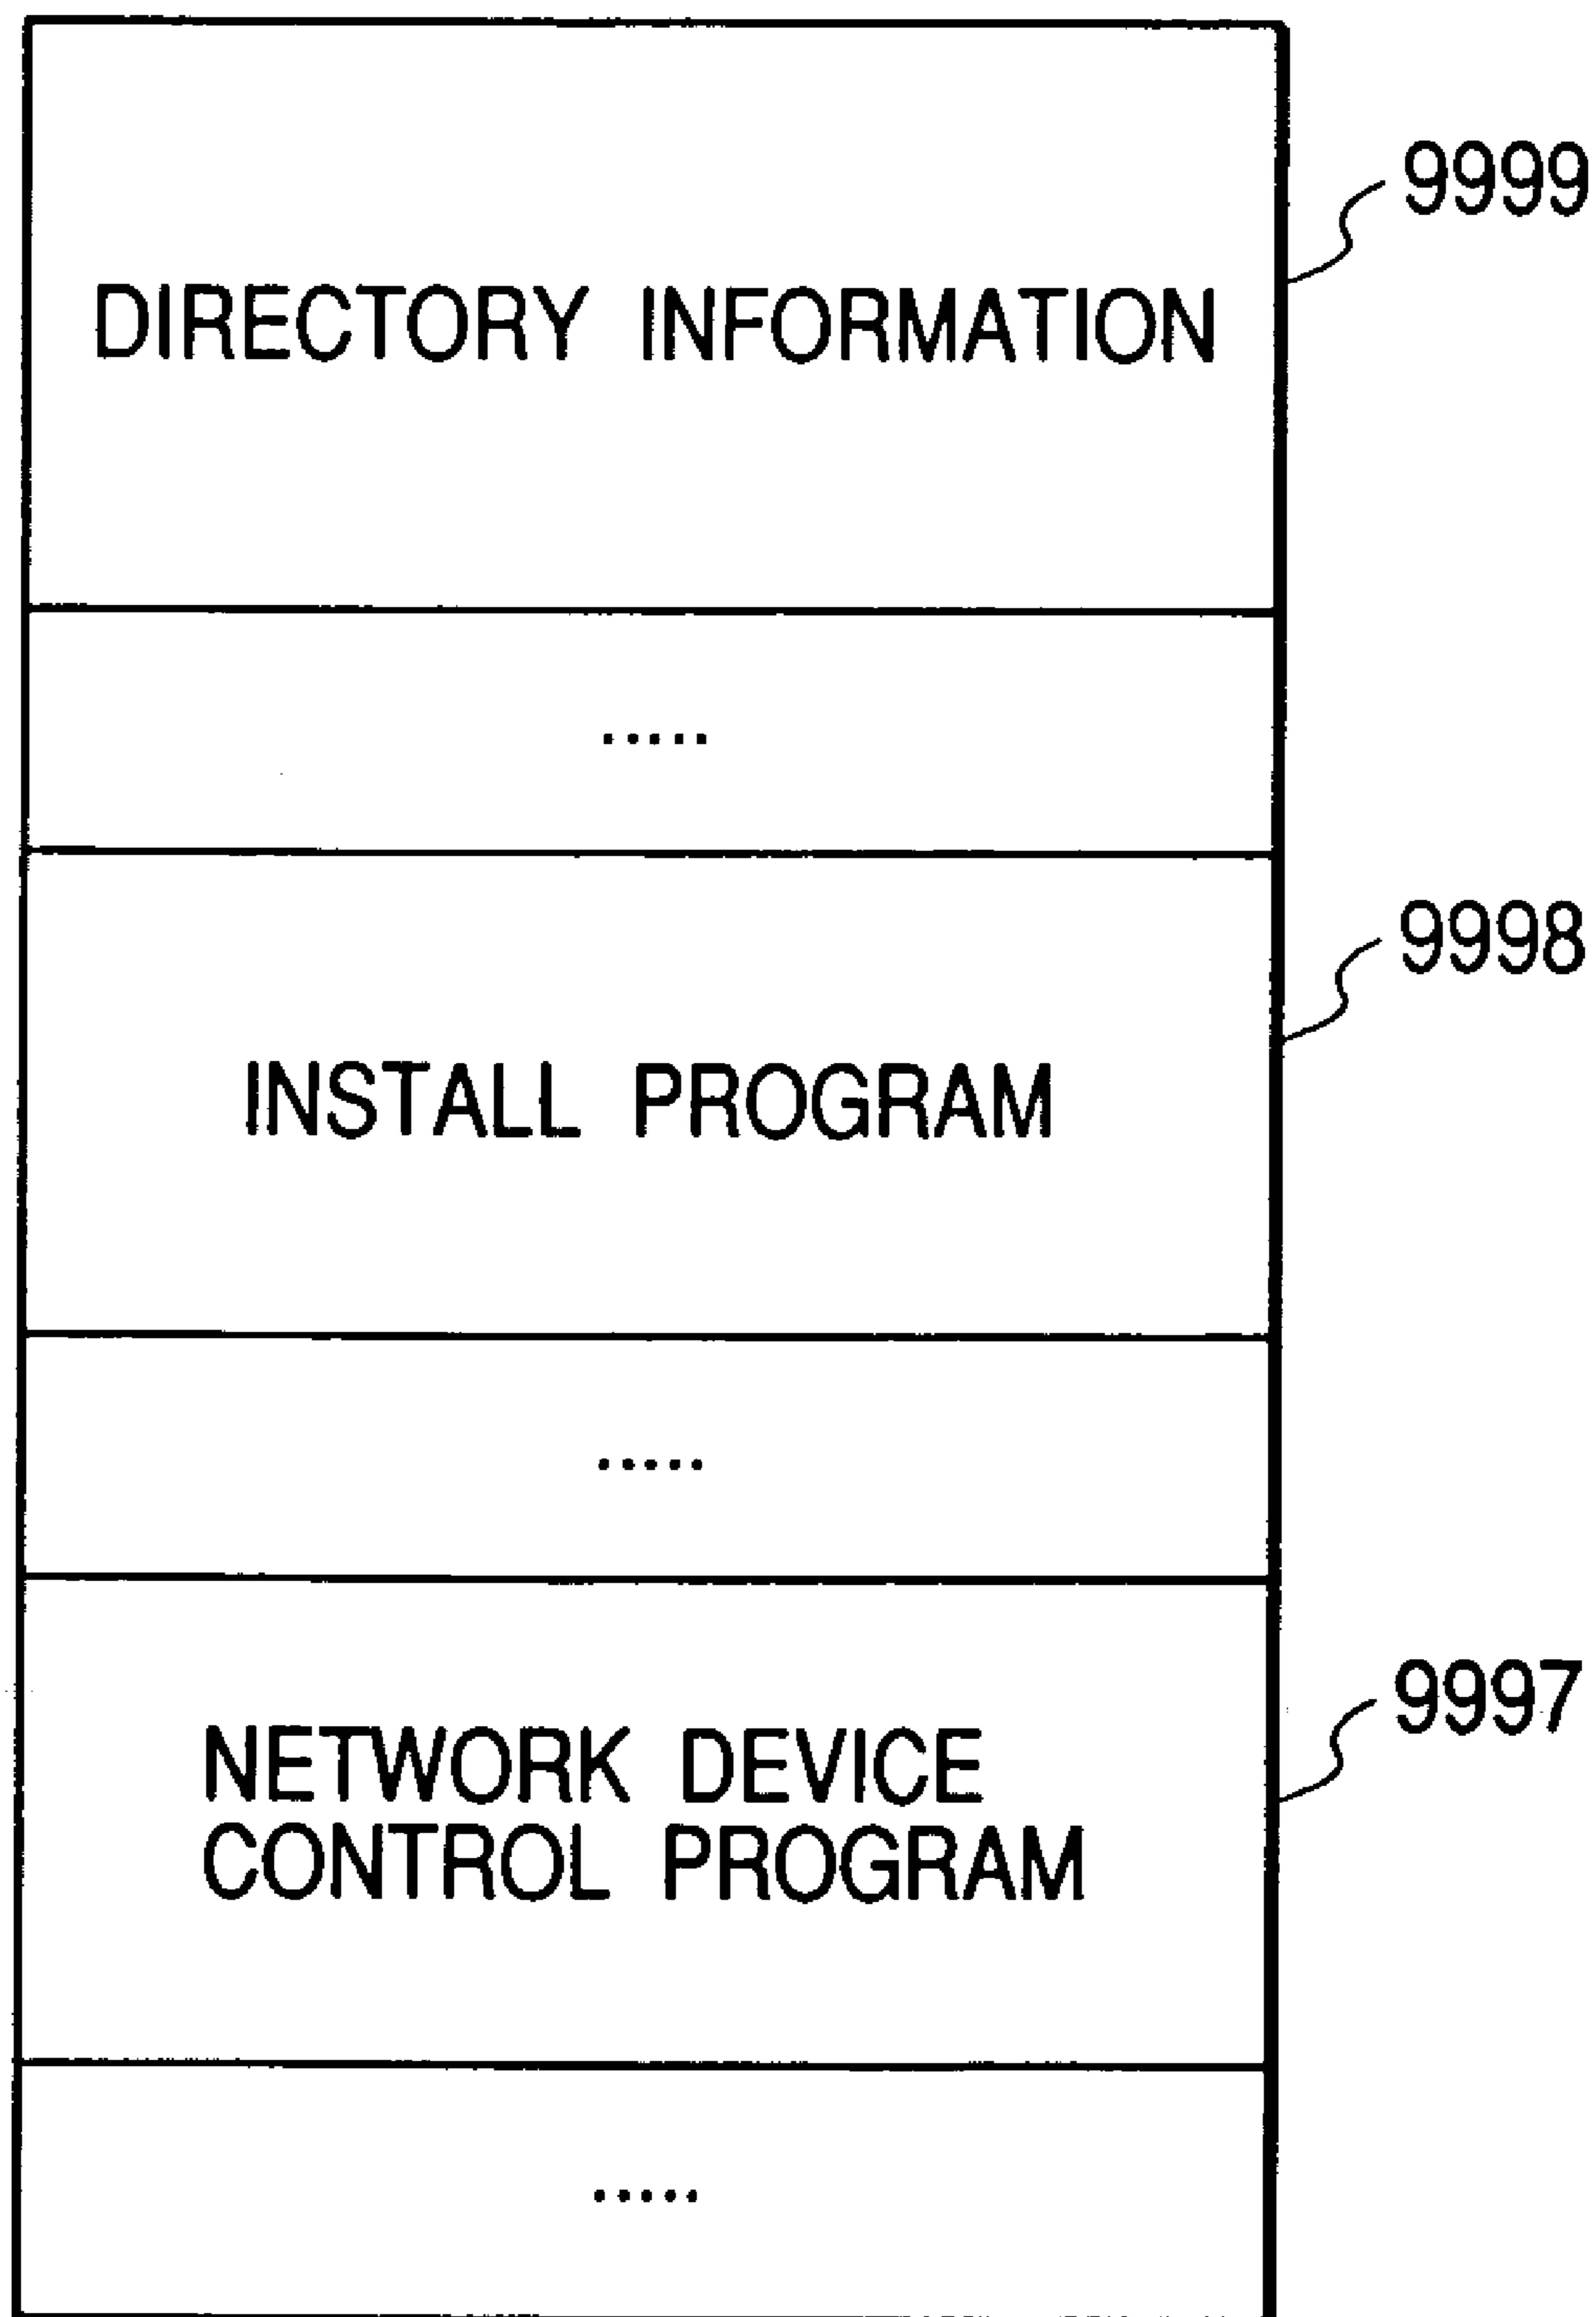 9999
DIRECTORY INFORMATION
.....
9998
INSTALL PROGRAM
.....
9997
NETWORK DEVICE
CONTROL PROGRAM
.....